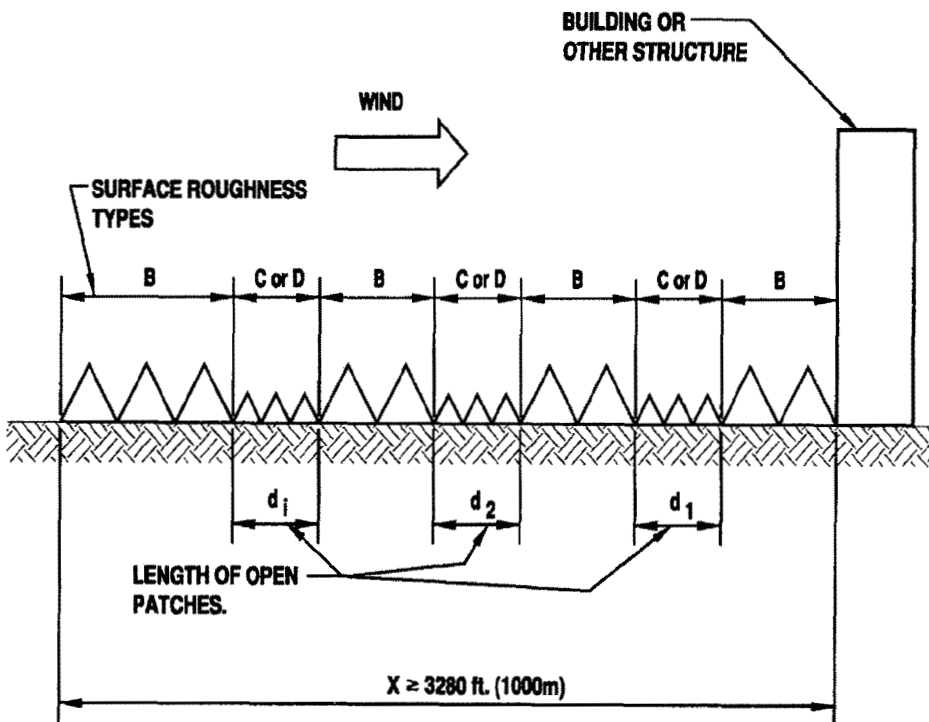 BUILDING OR
OTHER STRUCTURE
WIND
SURFACE ROUGHNESS
TYPES
B
C or D
B
C or D
B
C or D
B
d i
d 2
d 1
LENGTH OF OPEN
PATCHES.
X ≥ 3280 ft. (1000m)